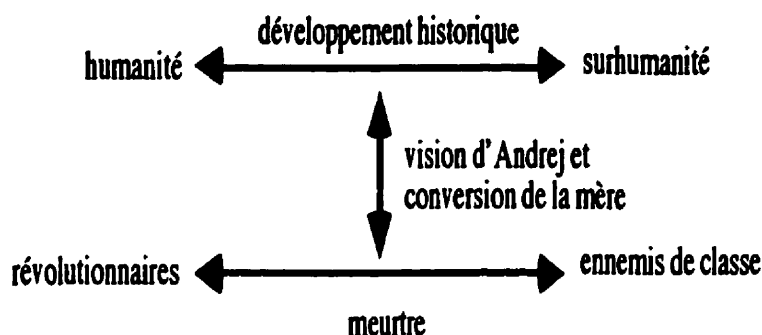 développement historique
humanité
surhumanité
vision d'Andrej et
conversion de la mère
révolutionnaires
ennemis de classe
meurtre